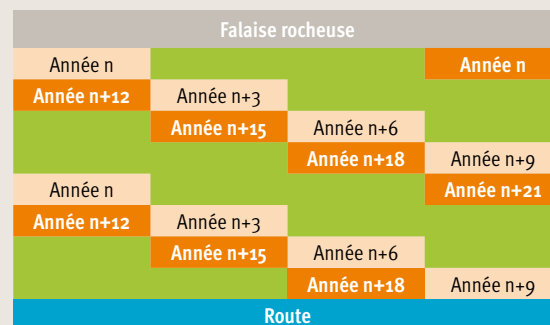 Falaise rocheuse
Année n Année n
Année n+12 Année n+3
Année n+15 Année n+6
Année n+18 Année n+9
Année n Année n+21
Année n+12 Année n+3
Année n+15 Année n+6
Année n+18 Année n+9
Route